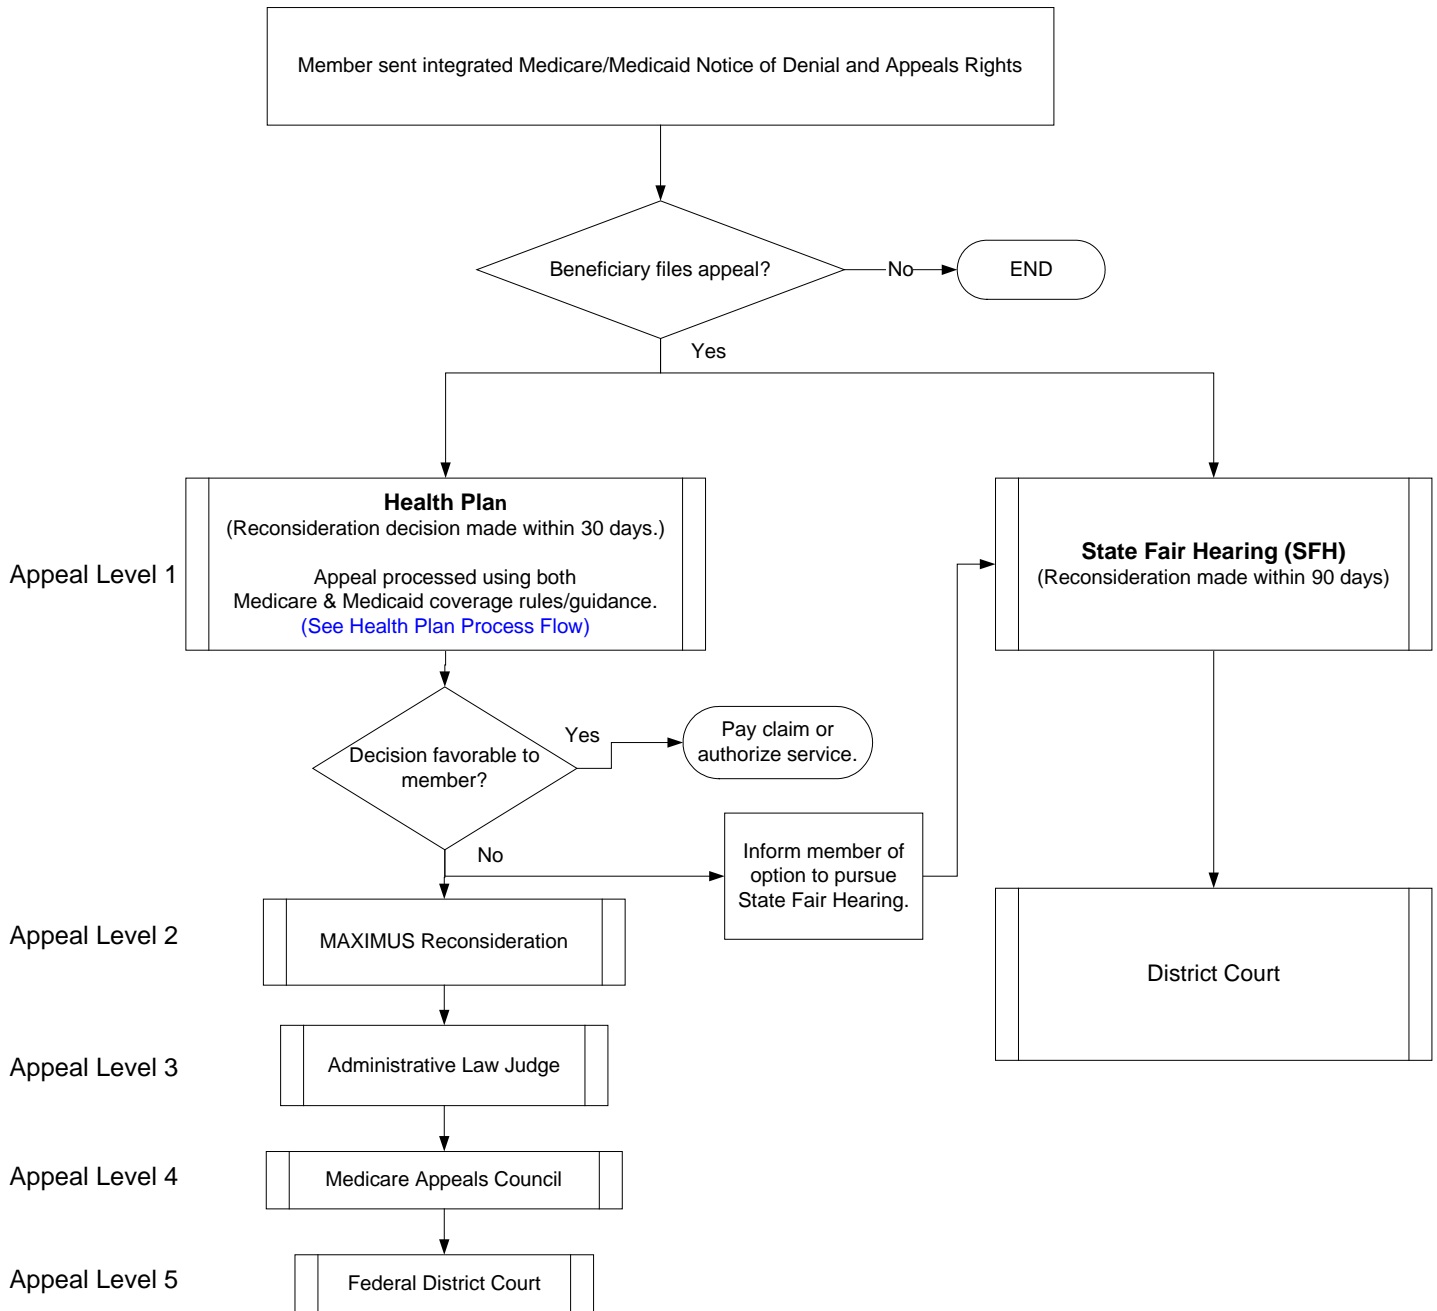 Member sent integrated Medicare/Medicaid Notice of Denial and Appeals Rights
Beneficiary files appeal?
No
END
Yes
Appeal Level 1
Health Plan
(Reconsideration decision made within 30 days.)
Appeal processed using both
Medicare & Medicaid coverage rules/guidance.
(See Health Plan Process Flow)
State Fair Hearing (SFH)
(Reconsideration made within 90 days)
Decision favorable to
member?
Yes
Pay claim or
authorize service.
No
Inform member of
option to pursue
State Fair Hearing.
Appeal Level 2
MAXIMUS Reconsideration
District Court
Appeal Level 3
Administrative Law Judge
Appeal Level 4
Medicare Appeals Council
Appeal Level 5
Federal District Court